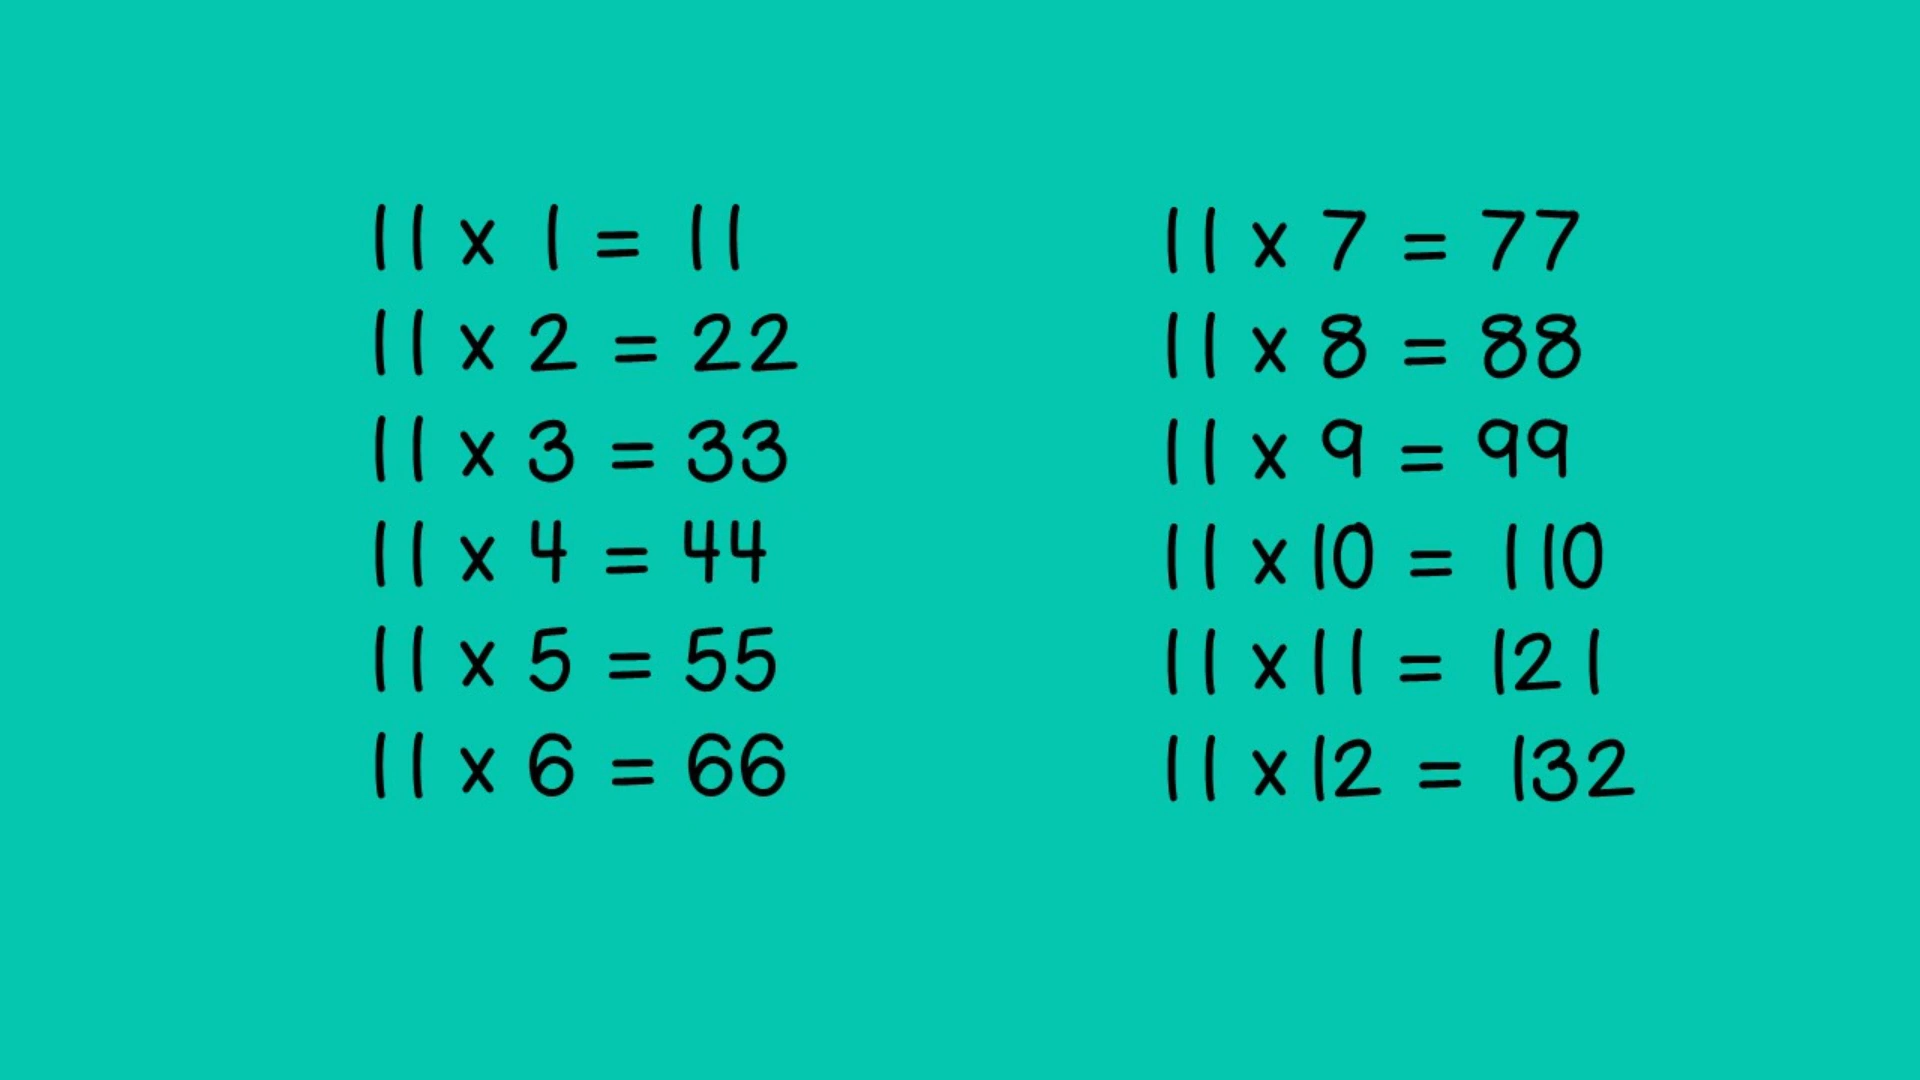 11 x 1 = 11
11 x 2 = 22
11 x 3 = 33
11 x 4 = 44
11 x 5 = 55
11 x 6 = 66
11 x 7 = 77
11 x 8 = 88
11 x 9 = 99
11 x 10 = 110
11 x 11 = 121
11 x 12 = 132